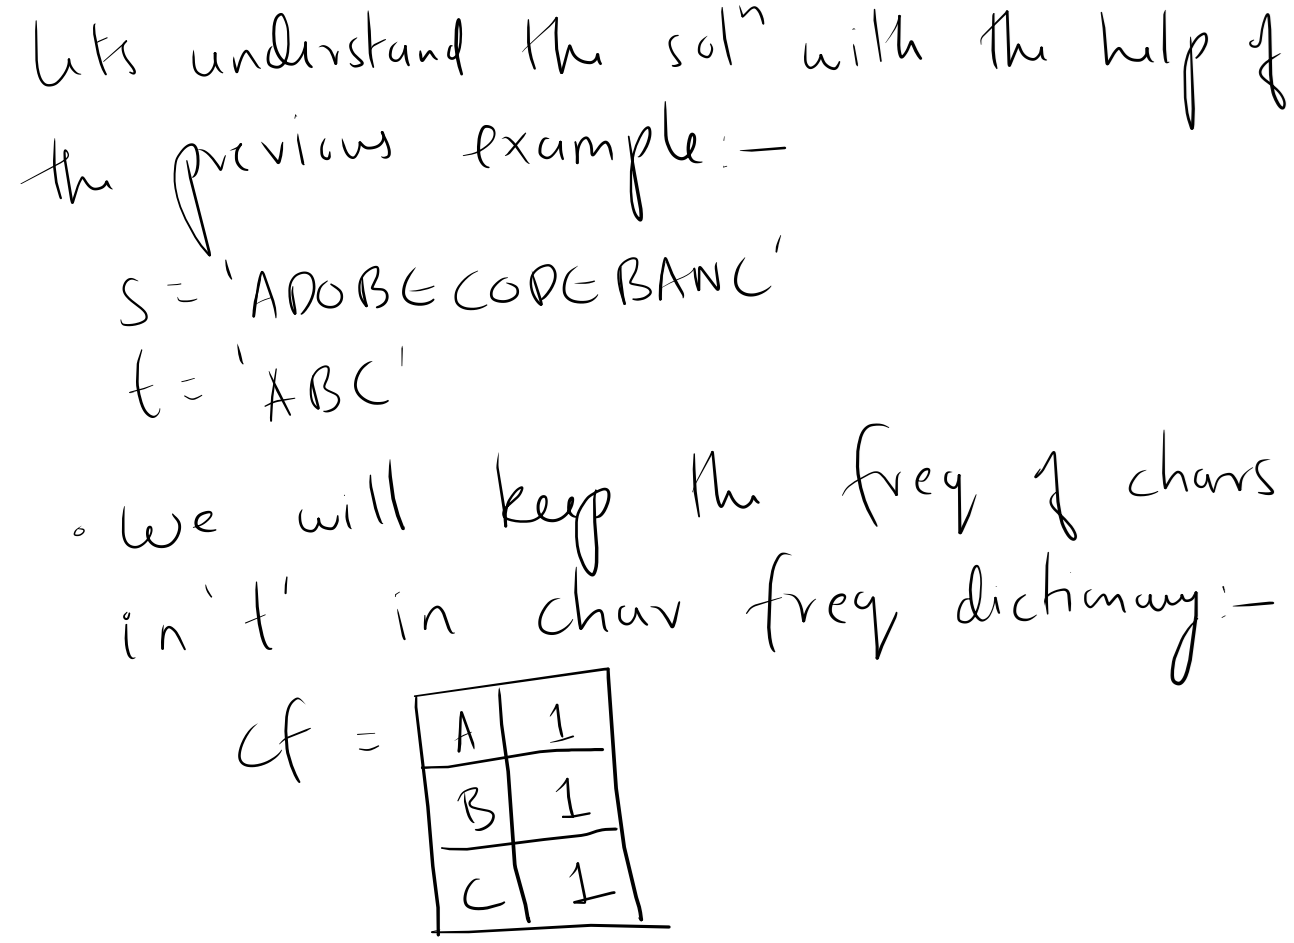 Lets understand the solⁿ with the help of
the previous example:-
S = 'ADOBECODEBANC'
t = 'ABC'
• We will keep the freq of chars
in 't' in char freq dictionary:-
cf =
A 1
B 1
C 1